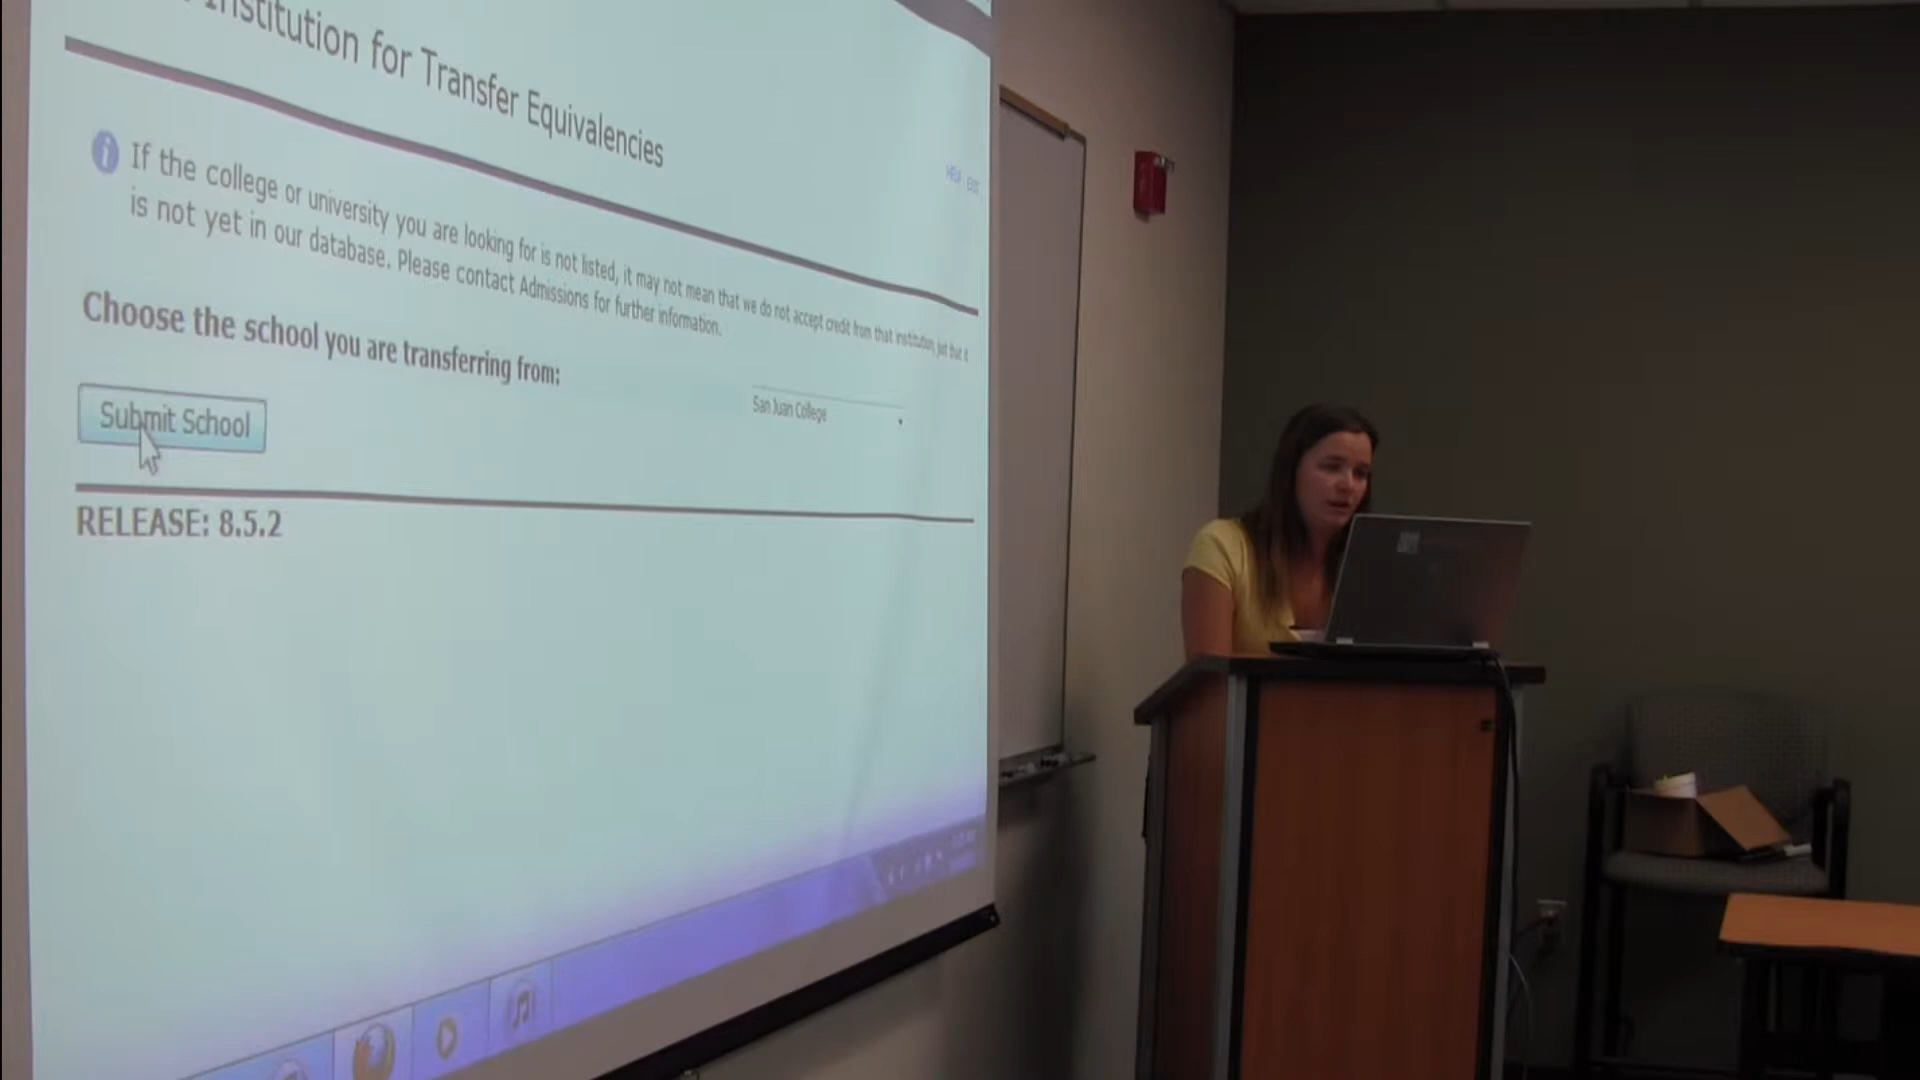 Institution for Transfer Equivalencies
HELP EXIT
If the college or university you are looking for is not listed, it may not mean that we do not accept credit from that institution, just that it
is not yet in our database. Please contact Admissions for further information.
Choose the school you are transferring from:
San Juan College
Submit School
RELEASE: 8.5.2